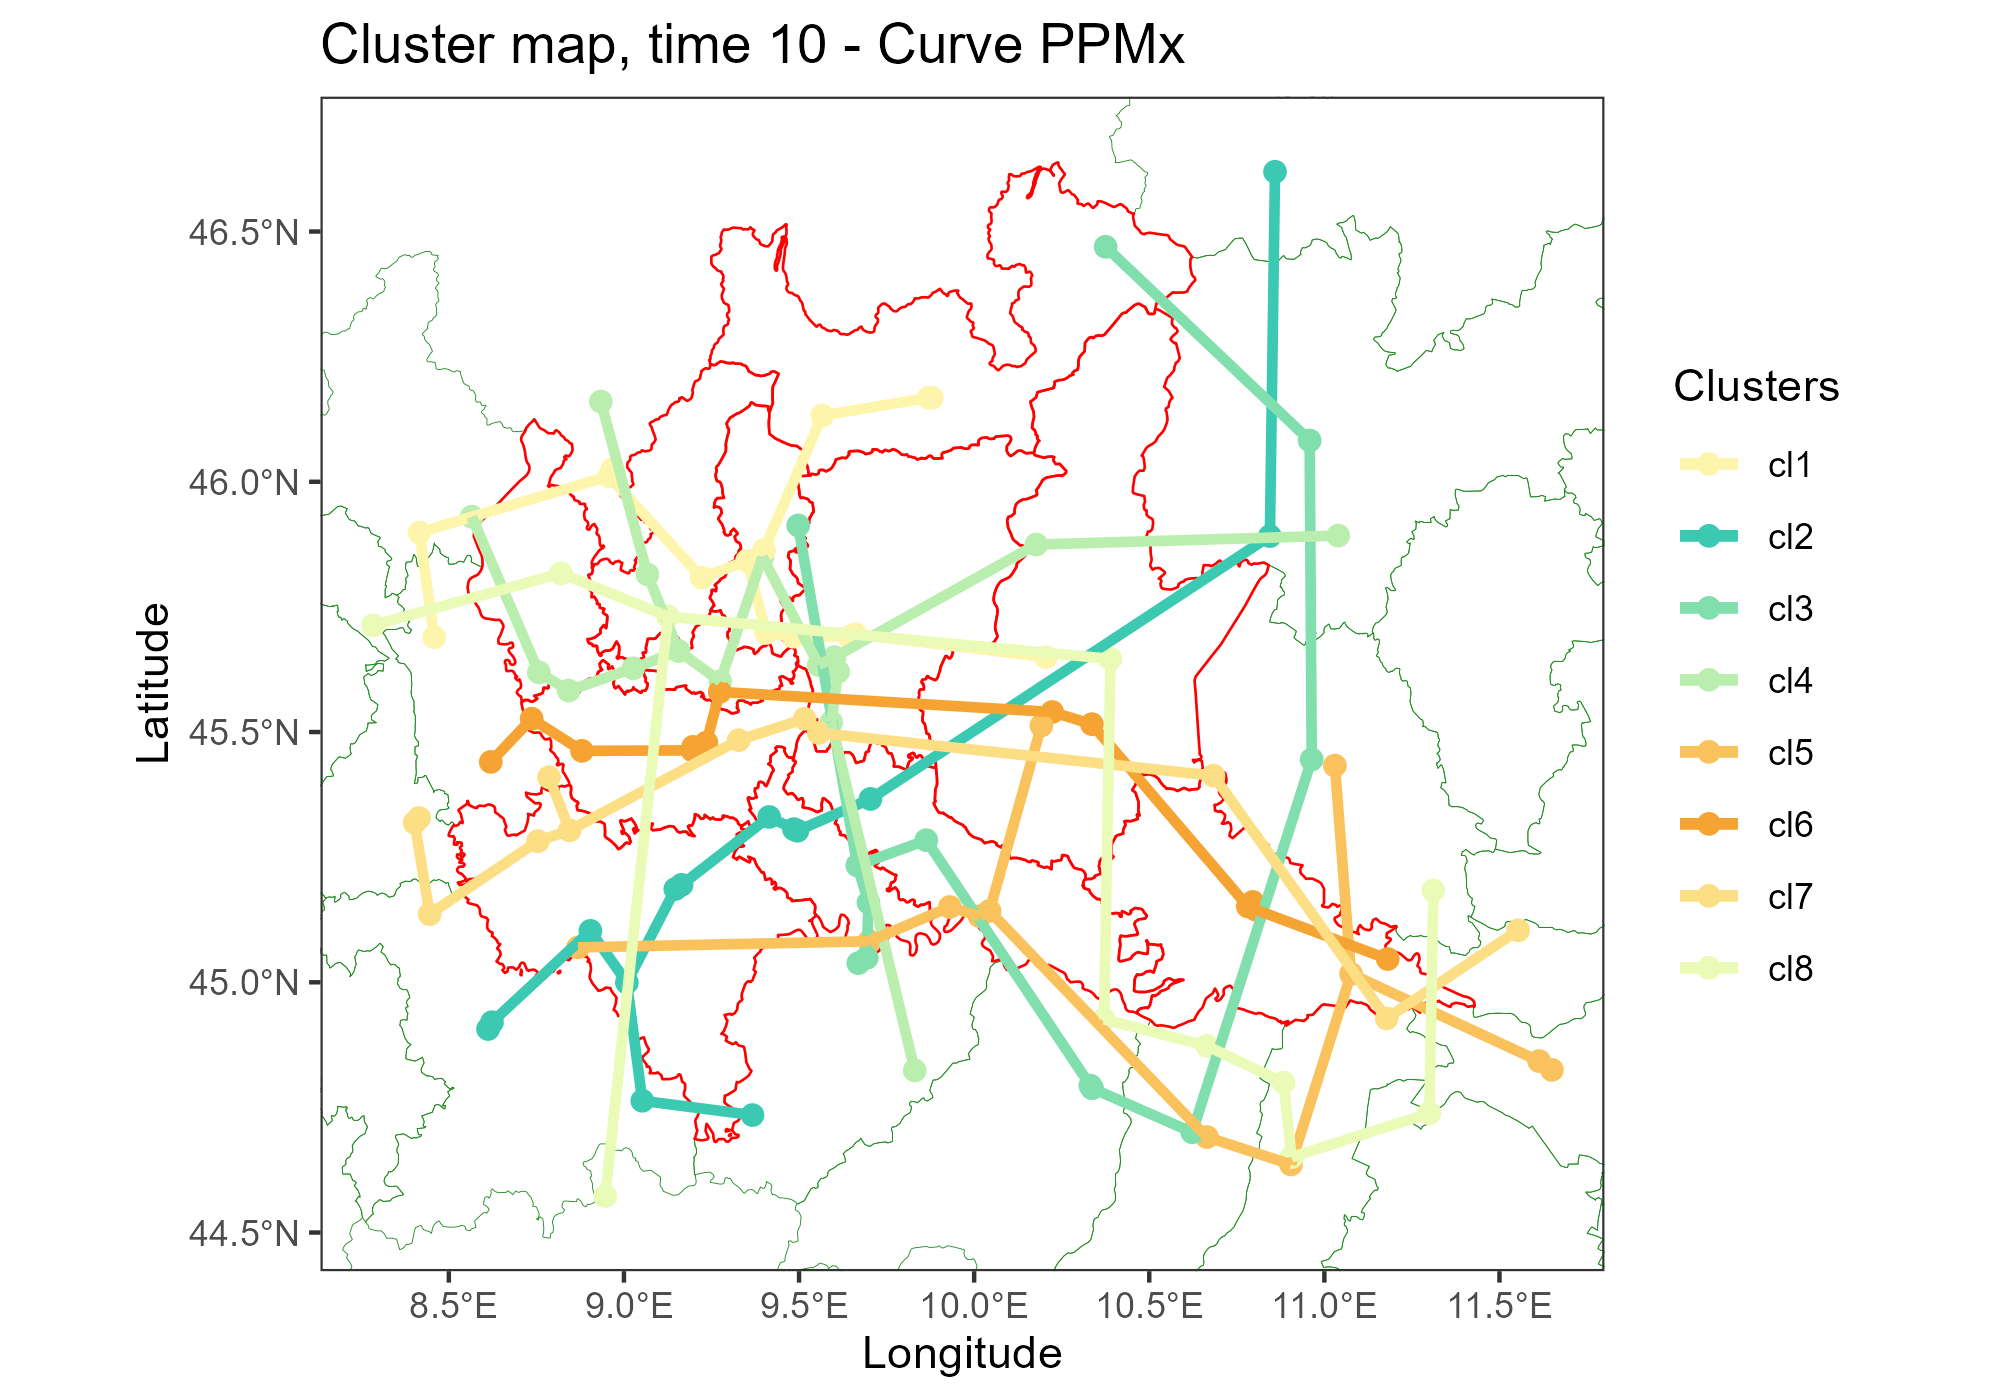 Cluster map, time 10 - Curve PPMx
46.5°N
46.0°N
45.5°N
45.0°N
44.5°N
Latitude
8.5°E
9.0°E
9.5°E
10.0°E
10.5°E
11.0°E
11.5°E
Longitude
Clusters
cl1
cl2
cl3
cl4
cl5
cl6
cl7
cl8